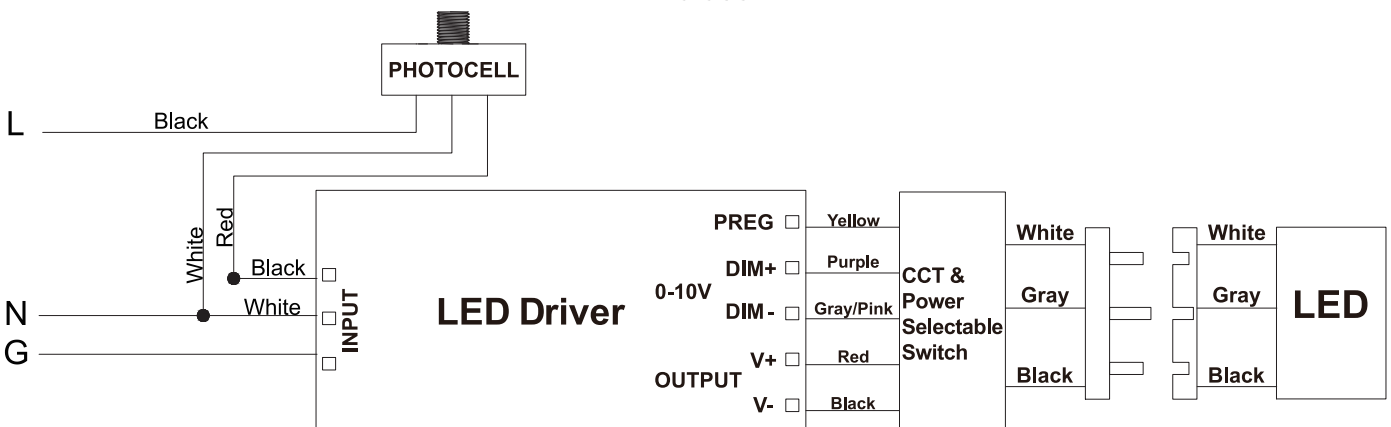 PHOTOCELL
L
Black
White
Red
Black
White
N
G
INPUT
LED Driver
PREG
DIM+
0-10V
DIM -
V+
OUTPUT
V-
Yellow
Purple
Gray/Pink
Red
Black
CCT &
Power
Selectable
Switch
White
Gray
Black
White
Gray
Black
LED